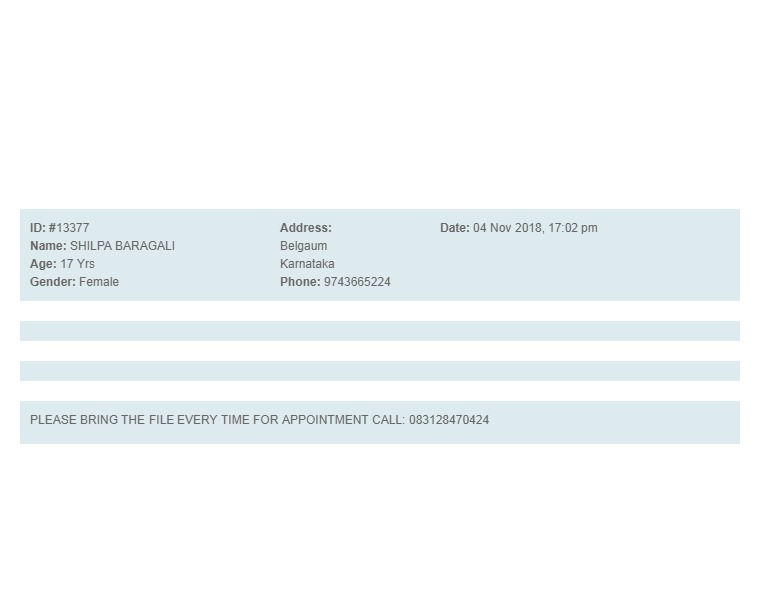 ID: #13377
Name: SHILPA BARAGALI
Age: 17 Yrs
Gender: Female
Address:
Belgaum
Karnataka
Phone: 9743665224
Date: 04 Nov 2018, 17:02 pm
PLEASE BRING THE FILE EVERY TIME FOR APPOINTMENT CALL: 083128470424